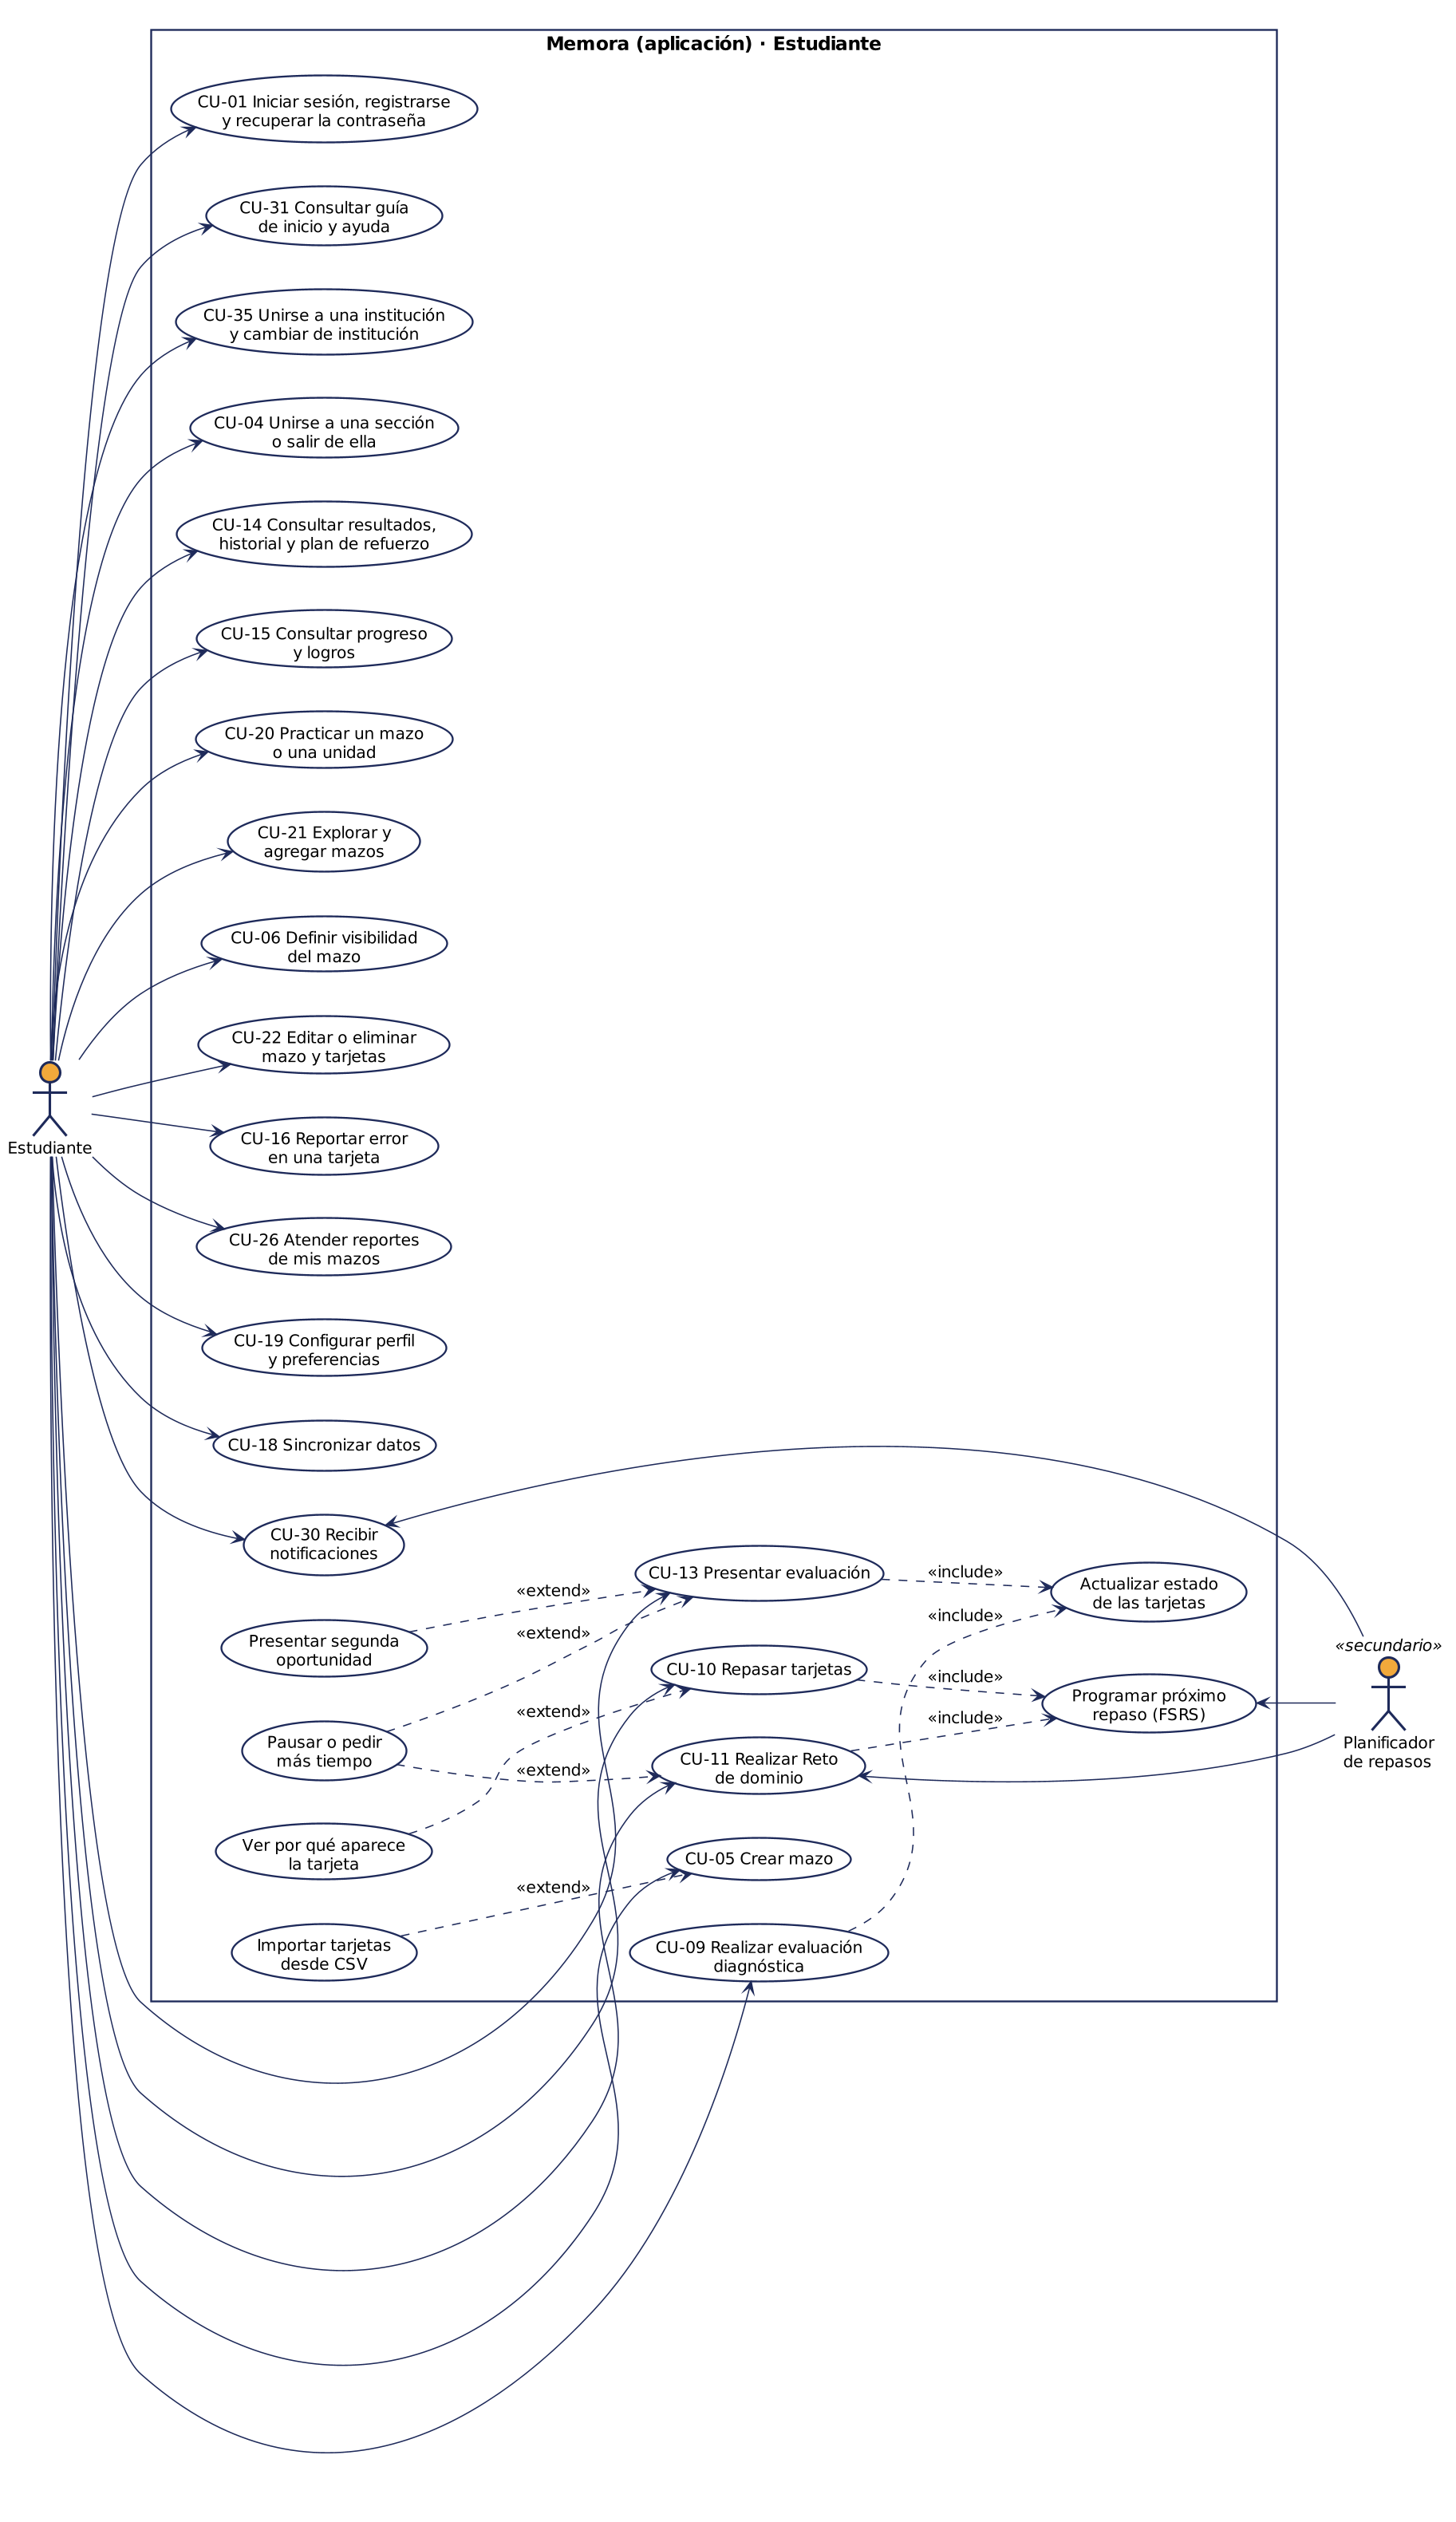 Memora (aplicación) · Estudiante
CU-01 Iniciar sesión, registrarse
y recuperar la contraseña
CU-31 Consultar guía
de inicio y ayuda
CU-35 Unirse a una institución
y cambiar de institución
CU-04 Unirse a una sección
o salir de ella
CU-14 Consultar resultados,
historial y plan de refuerzo
CU-15 Consultar progreso
y logros
CU-20 Practicar un mazo
o una unidad
CU-21 Explorar y
agregar mazos
CU-06 Definir visibilidad
del mazo
CU-22 Editar o eliminar
mazo y tarjetas
Estudiante
CU-16 Reportar error
en una tarjeta
CU-26 Atender reportes
de mis mazos
CU-19 Configurar perfil
y preferencias
CU-18 Sincronizar datos
CU-30 Recibir
notificaciones
CU-13 Presentar evaluación
«include»
Actualizar estado
de las tarjetas
«extend»
«include»
«extend»
Presentar segunda
oportunidad
«secundario»
CU-10 Repasar tarjetas
«include»
Programar próximo
repaso (FSRS)
«extend»
«include»
Pausar o pedir
más tiempo
Planificador
de repasos
CU-11 Realizar Reto
de dominio
«extend»
Ver por qué aparece
la tarjeta
CU-05 Crear mazo
«extend»
Importar tarjetas
desde CSV
CU-09 Realizar evaluación
diagnóstica